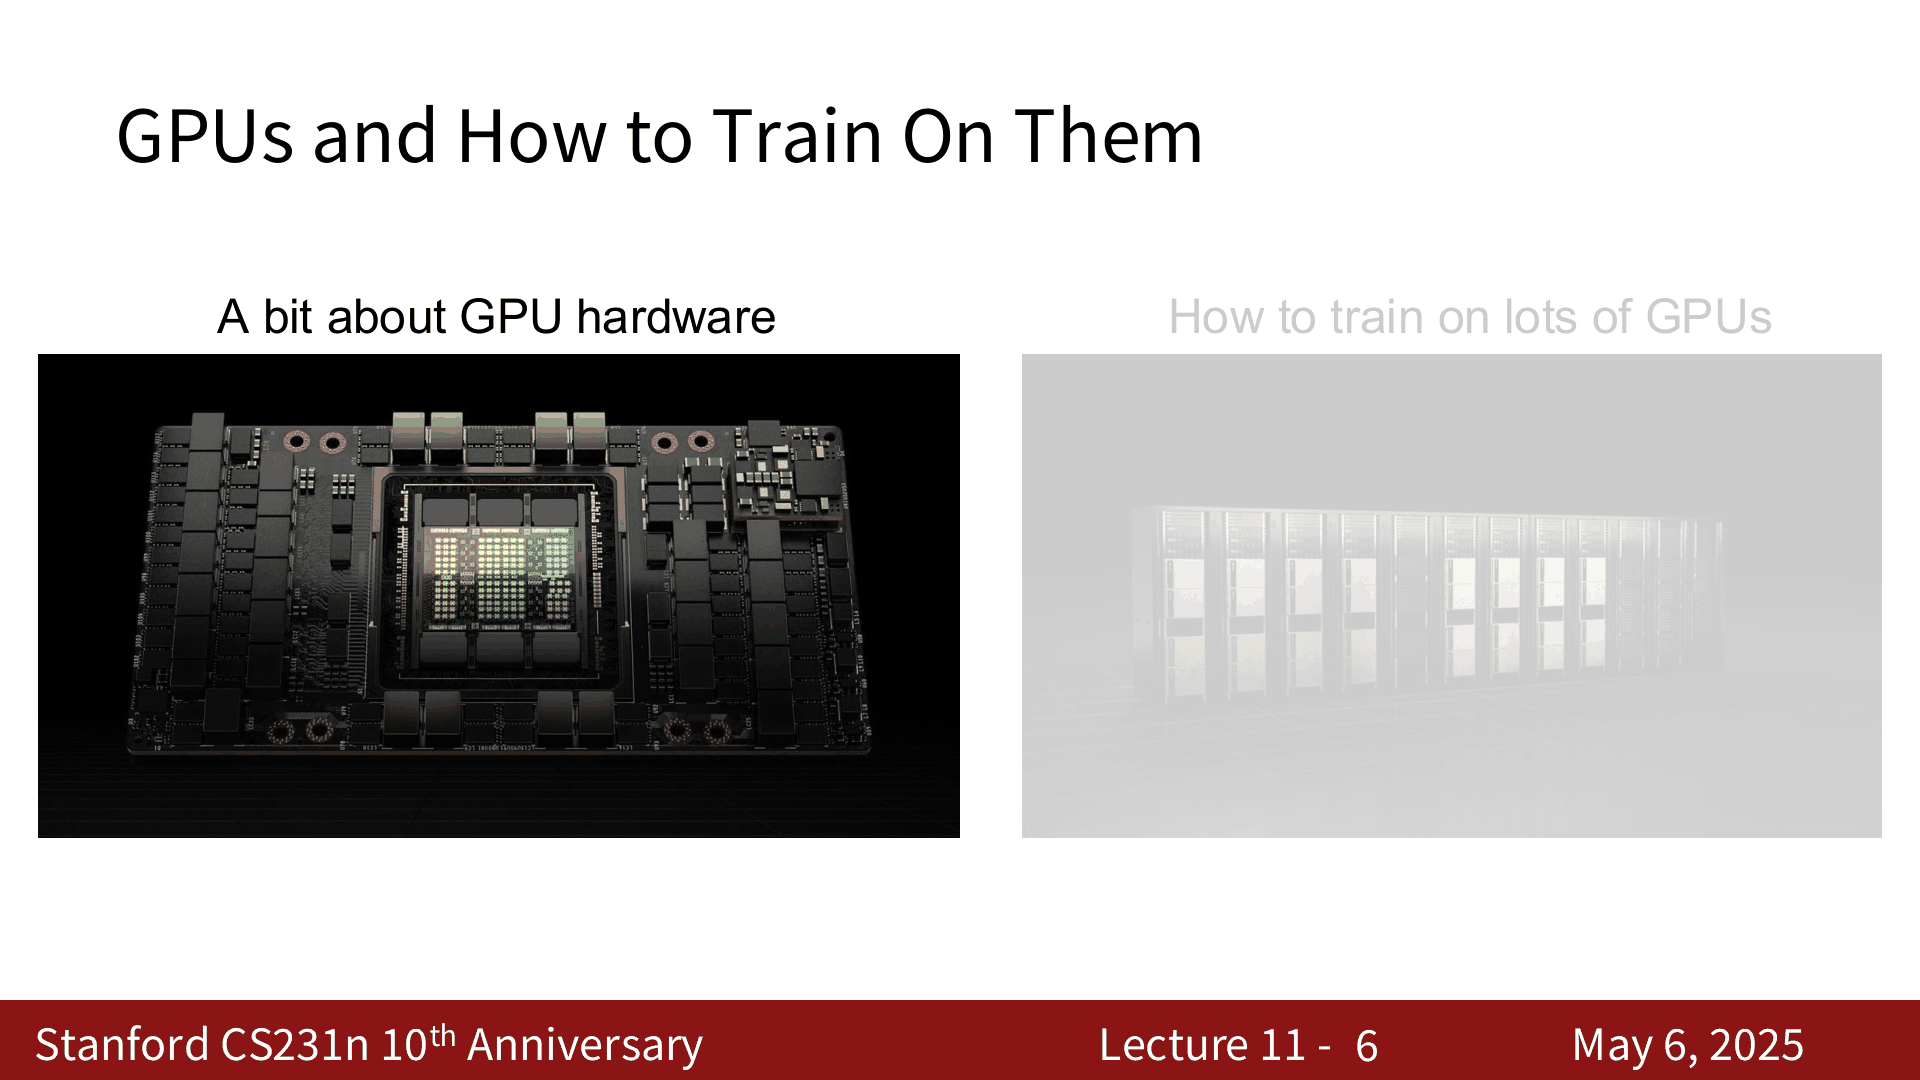 GPUs and How to Train On Them
A bit about GPU hardware
How to train on lots of GPUs
Stanford CS231n 10th Anniversary
Lecture 11 - 6
May 6, 2025